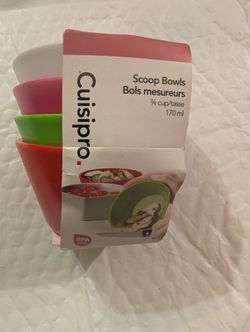 Cuisipro.
Scoop Bowls
Bols mesureurs
¾ cup/tasse
170 ml
BPA